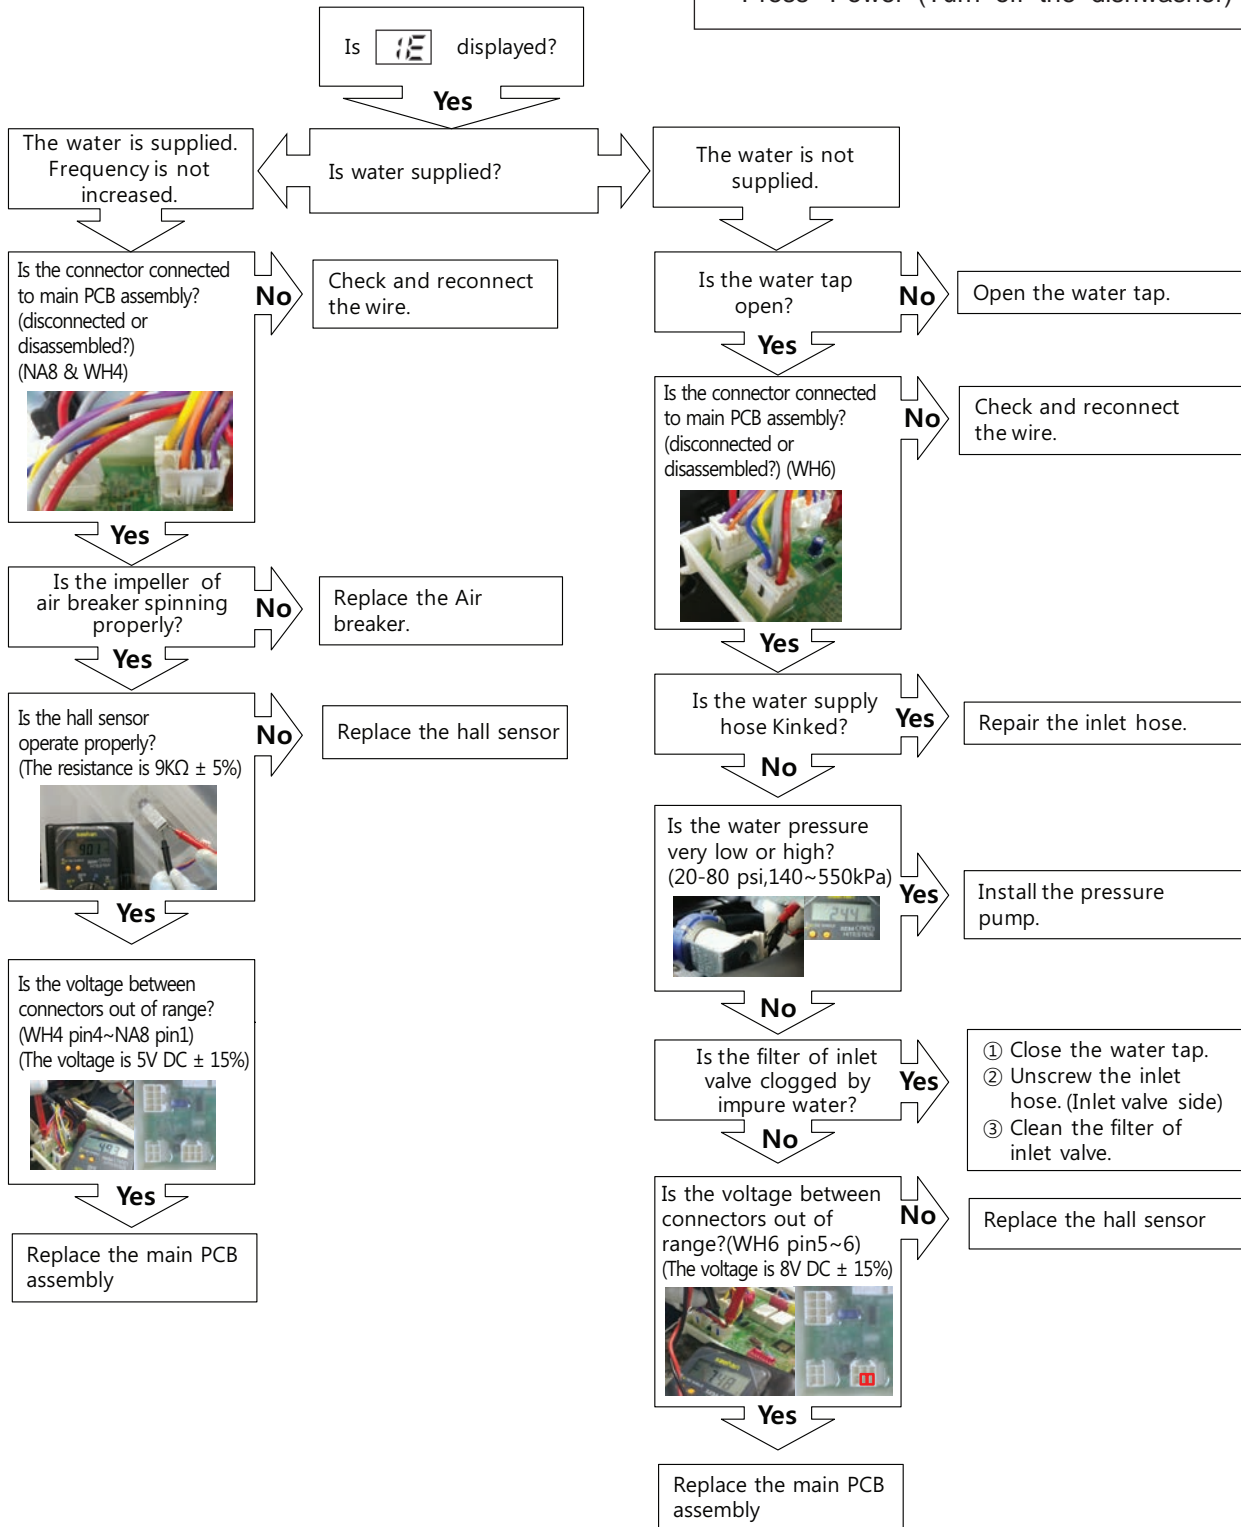 Press Power (Turn off the dishwasher)
Is 1E displayed?
Yes
The water is supplied.
Frequency is not
increased.
Is water supplied?
The water is not
supplied.
Is the connector connected
to main PCB assembly?
(disconnected or
disassembled?)
(NA8 & WH4)
No
Check and reconnect
the wire.
Yes
Is the impeller of
air breaker spinning
properly?
No
Replace the Air
breaker.
Yes
Is the hall sensor
operate properly?
(The resistance is 9KΩ ± 5%)
No
Replace the hall sensor
9.01
Yes
Is the voltage between
connectors out of range?
(WH4 pin4~NA8 pin1)
(The voltage is 5V DC ± 15%)
Yes
Replace the main PCB
assembly
Is the water tap
open?
No
Open the water tap.
Yes
Is the connector connected
to main PCB assembly?
(disconnected or
disassembled?) (WH6)
No
Check and reconnect
the wire.
Yes
Is the water supply
hose Kinked?
Yes
Repair the inlet hose.
No
Is the water pressure
very low or high?
(20-80 psi,140~550kPa)
Yes
Install the pressure
pump.
244
No
Is the filter of inlet
valve clogged by
impure water?
Yes
① Close the water tap.
② Unscrew the inlet
hose. (Inlet valve side)
③ Clean the filter of
inlet valve.
No
Is the voltage between
connectors out of
range?(WH6 pin5~6)
(The voltage is 8V DC ± 15%)
No
Replace the hall sensor
Yes
Replace the main PCB
assembly